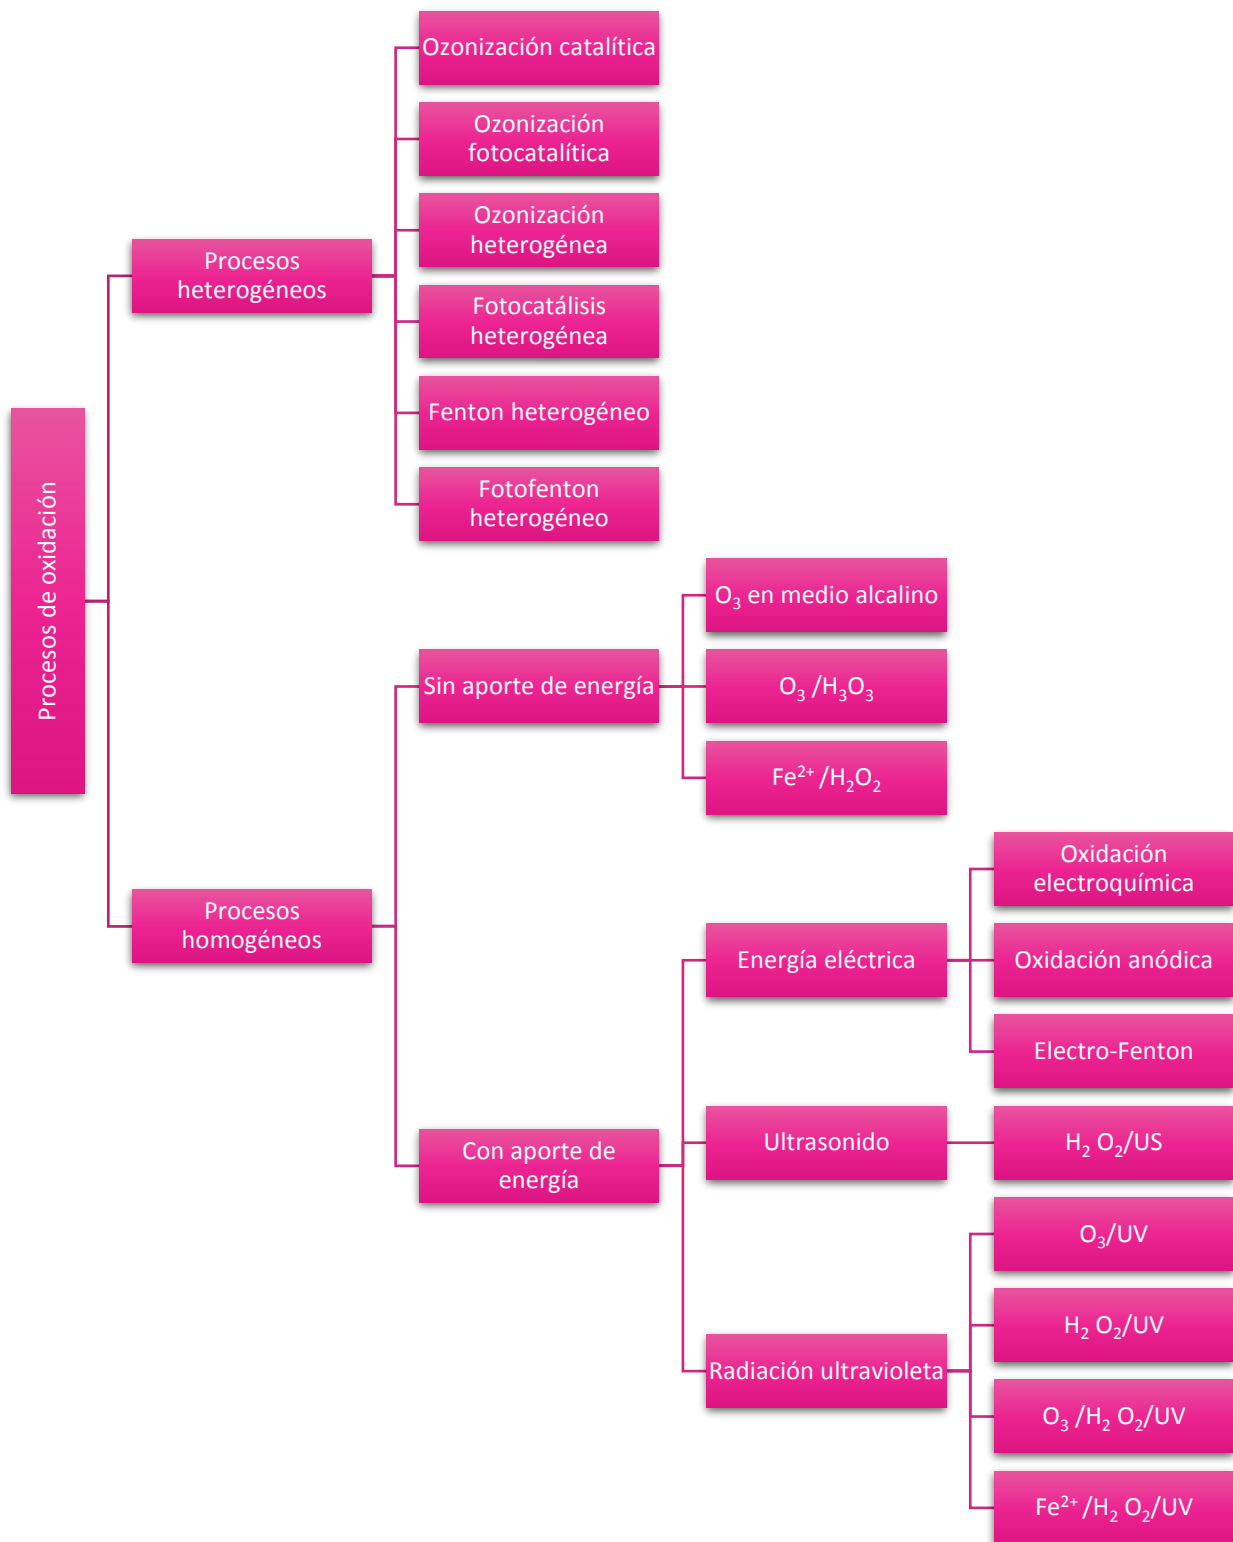 Ozonización catalítica
Ozonización
fotocatalítica
Ozonización
heterogénea
Procesos
heterogéneos
Fotocatálisis
heterogénea
Fenton heterogéneo
Fotofenton
heterogéneo
Procesos de oxidación
O₃ en medio alcalino
Sin aporte de energía
O₃ /H₃O₃
Fe²⁺ /H₂O₂
Procesos
homogéneos
Oxidación
electroquímica
Energía eléctrica
Oxidación anódica
Electro-Fenton
Con aporte de
energía
Ultrasonido
H₂ O₂/US
O₃/UV
H₂ O₂/UV
Radiación ultravioleta
O₃ /H₂ O₂/UV
Fe²⁺ /H₂ O₂/UV